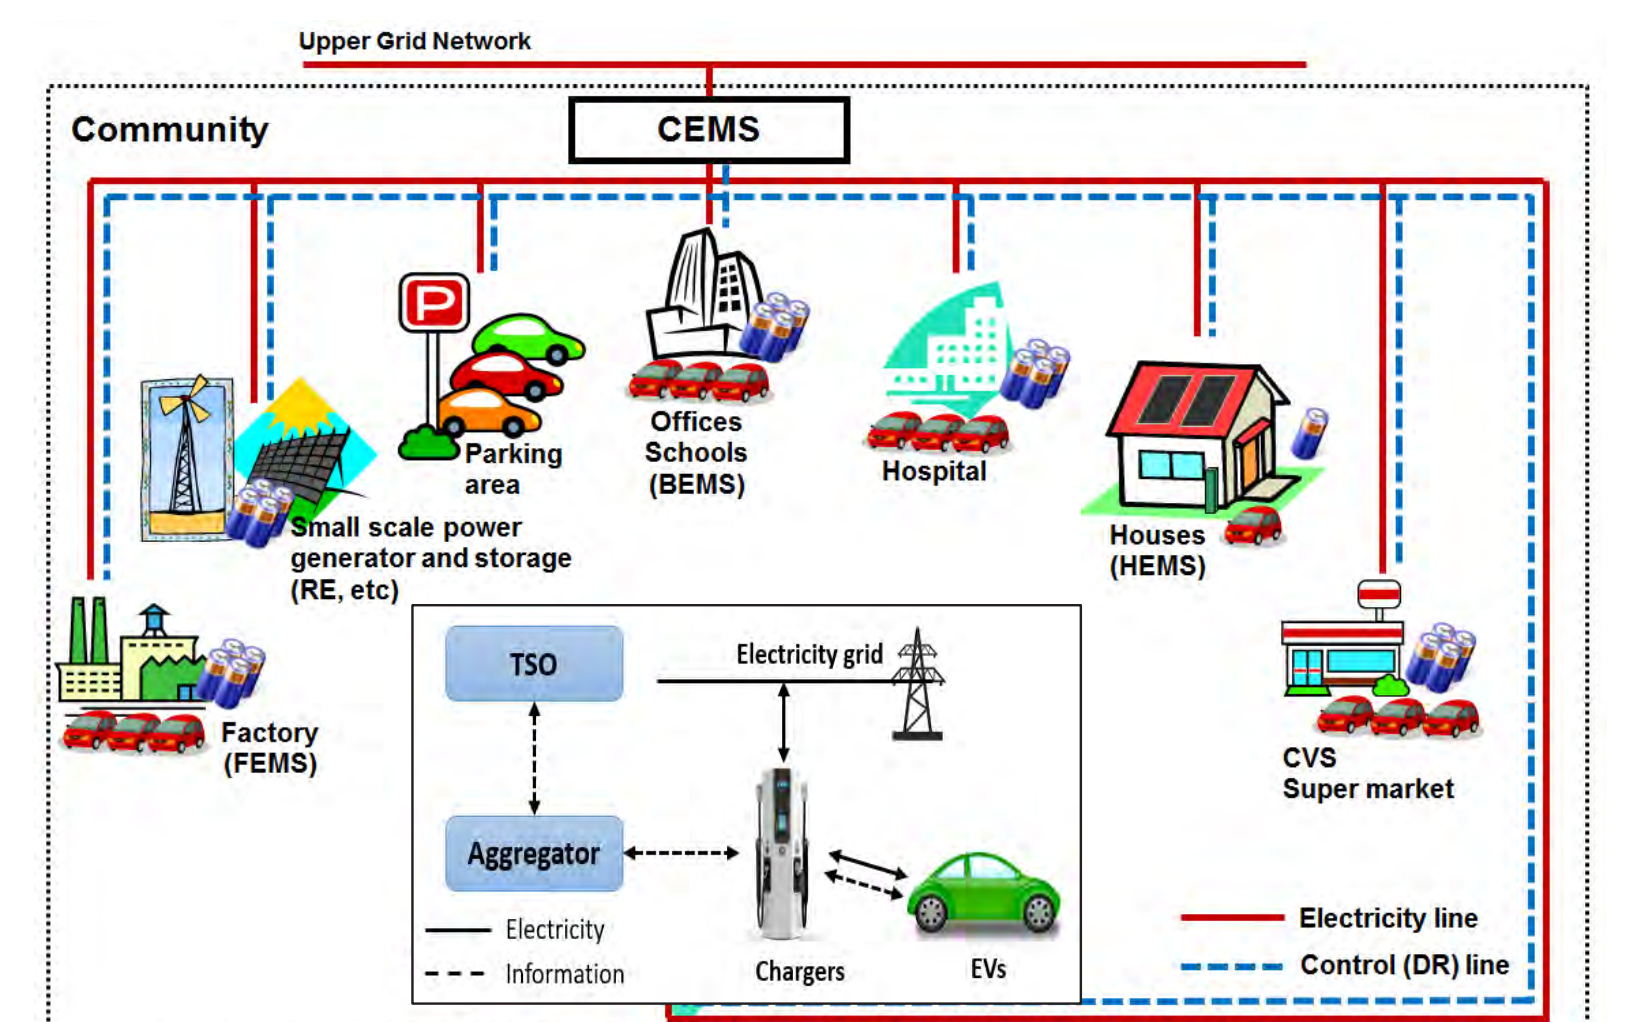 Upper Grid Network
Community
CEMS
P
Parking
area
Offices
Schools
(BEMS)
Hospital
Houses
(HEMS)
Small scale power
generator and storage
(RE, etc)
Factory
(FEMS)
CVS
Super market
TSO
Electricity grid
Aggregator
Electricity
Information
Chargers
EVs
Electricity line
Control (DR) line